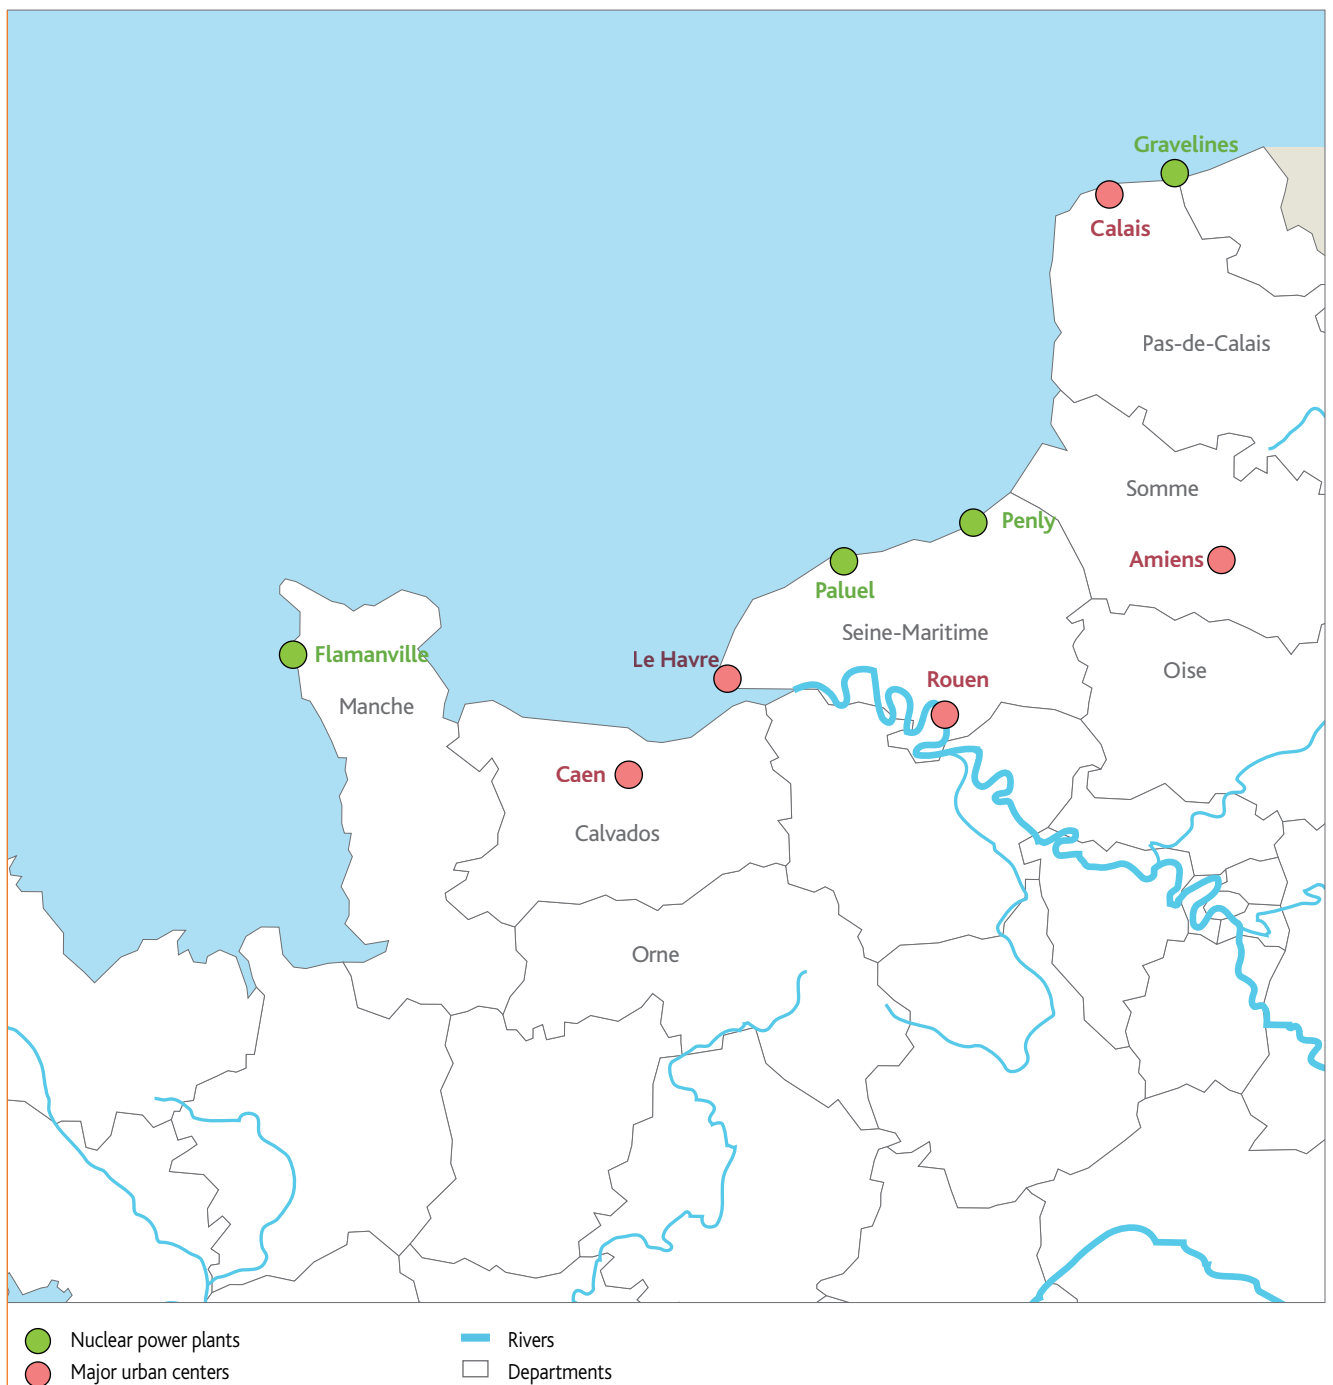 Gravelines
Calais
Pas-de-Calais
Somme
Penly
Amiens
Paluel
Seine-Maritime
Flamanville
Le Havre
Oise
Rouen
Manche
Caen
Calvados
Orne
Nuclear power plants
Rivers
Major urban centers
Departments